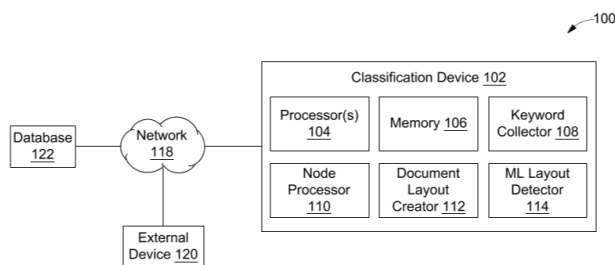 100
Classification Device 102
Processor(s)
104
Memory 106
Keyword
Collector 108
Database
122
Network
118
Node
Processor
110
Document
Layout
Creator 112
ML Layout
Detector
114
External
Device 120